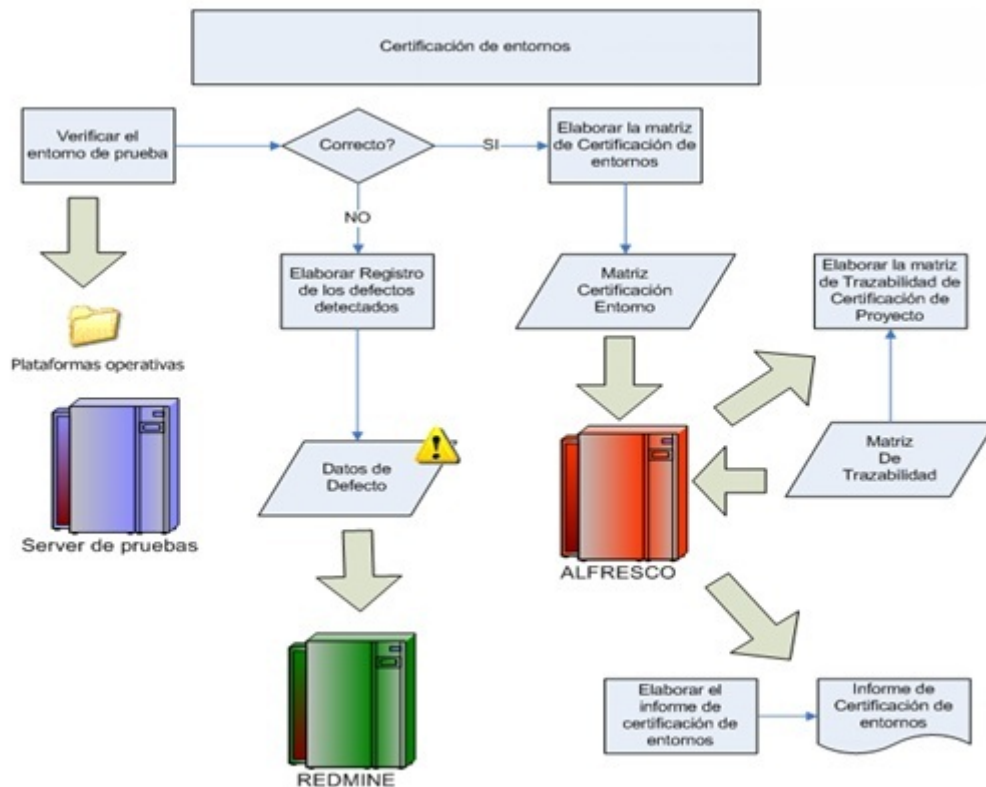 Certificación de entornos
Verificar el
entorno de prueba
Correcto?
SI
Elaborar la matriz
de Certificación de
entornos
NO
Elaborar Registro
de los defectos
detectados
Matriz
Certificación
Entorno
Elaborar la matriz
de Trazabilidad de
Certificación de
Proyecto
Plataformas operativas
Server de pruebas
Datos de
Defecto
Matriz
De
Trazabilidad
ALFRESCO
REDMINE
Elaborar el
informe de
certificación de
entornos
Informe de
Certificación de
entornos